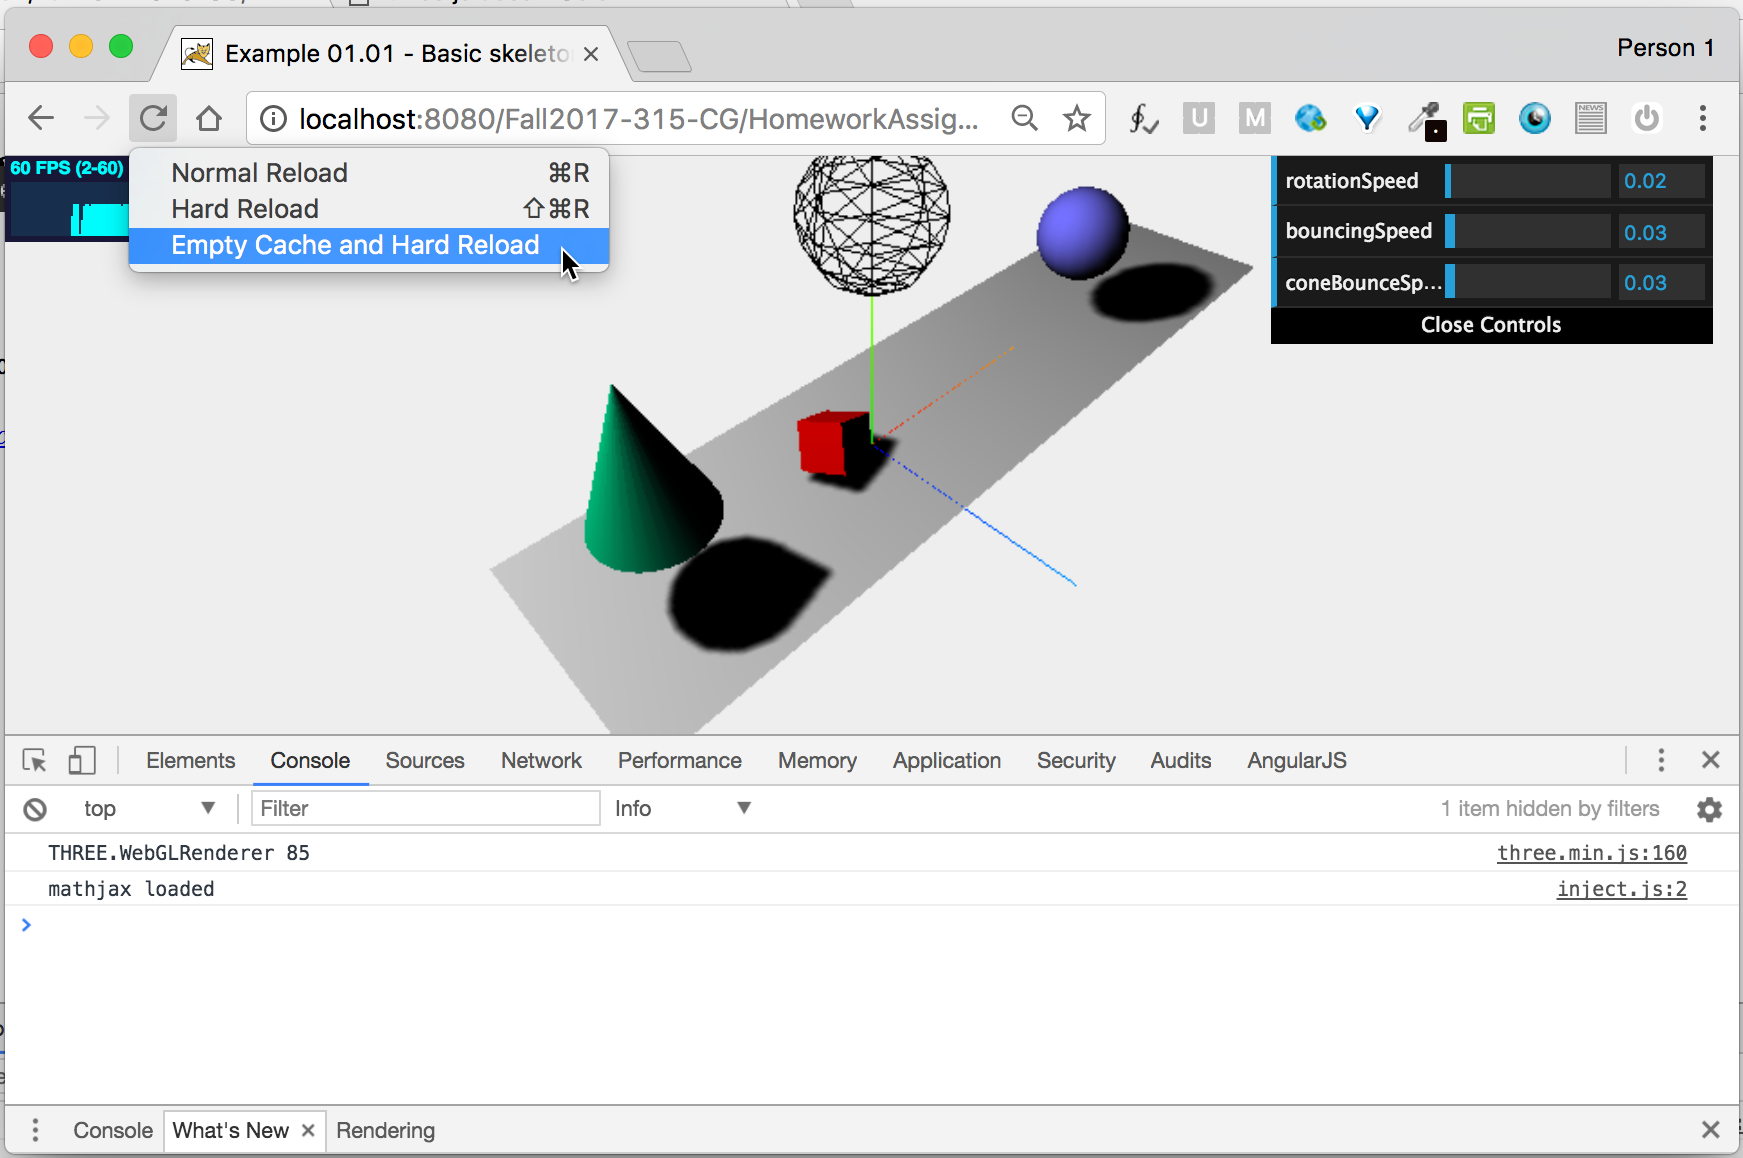 Example 01.01 - Basic skeleto
Person 1
localhost:8080/Fall2017-315-CG/HomeworkAssig...
U
M
NEWS
60 FPS (2-60)
Normal Reload ⌘R
Hard Reload ⇧⌘R
Empty Cache and Hard Reload
rotationSpeed 0.02
bouncingSpeed 0.03
coneBounceSp... 0.03
Close Controls
Elements Console Sources Network Performance Memory Application Security Audits AngularJS
top Filter Info 1 item hidden by filters
THREE.WebGLRenderer 85 three.min.js:160
mathjax loaded inject.js:2
Console What's New Rendering